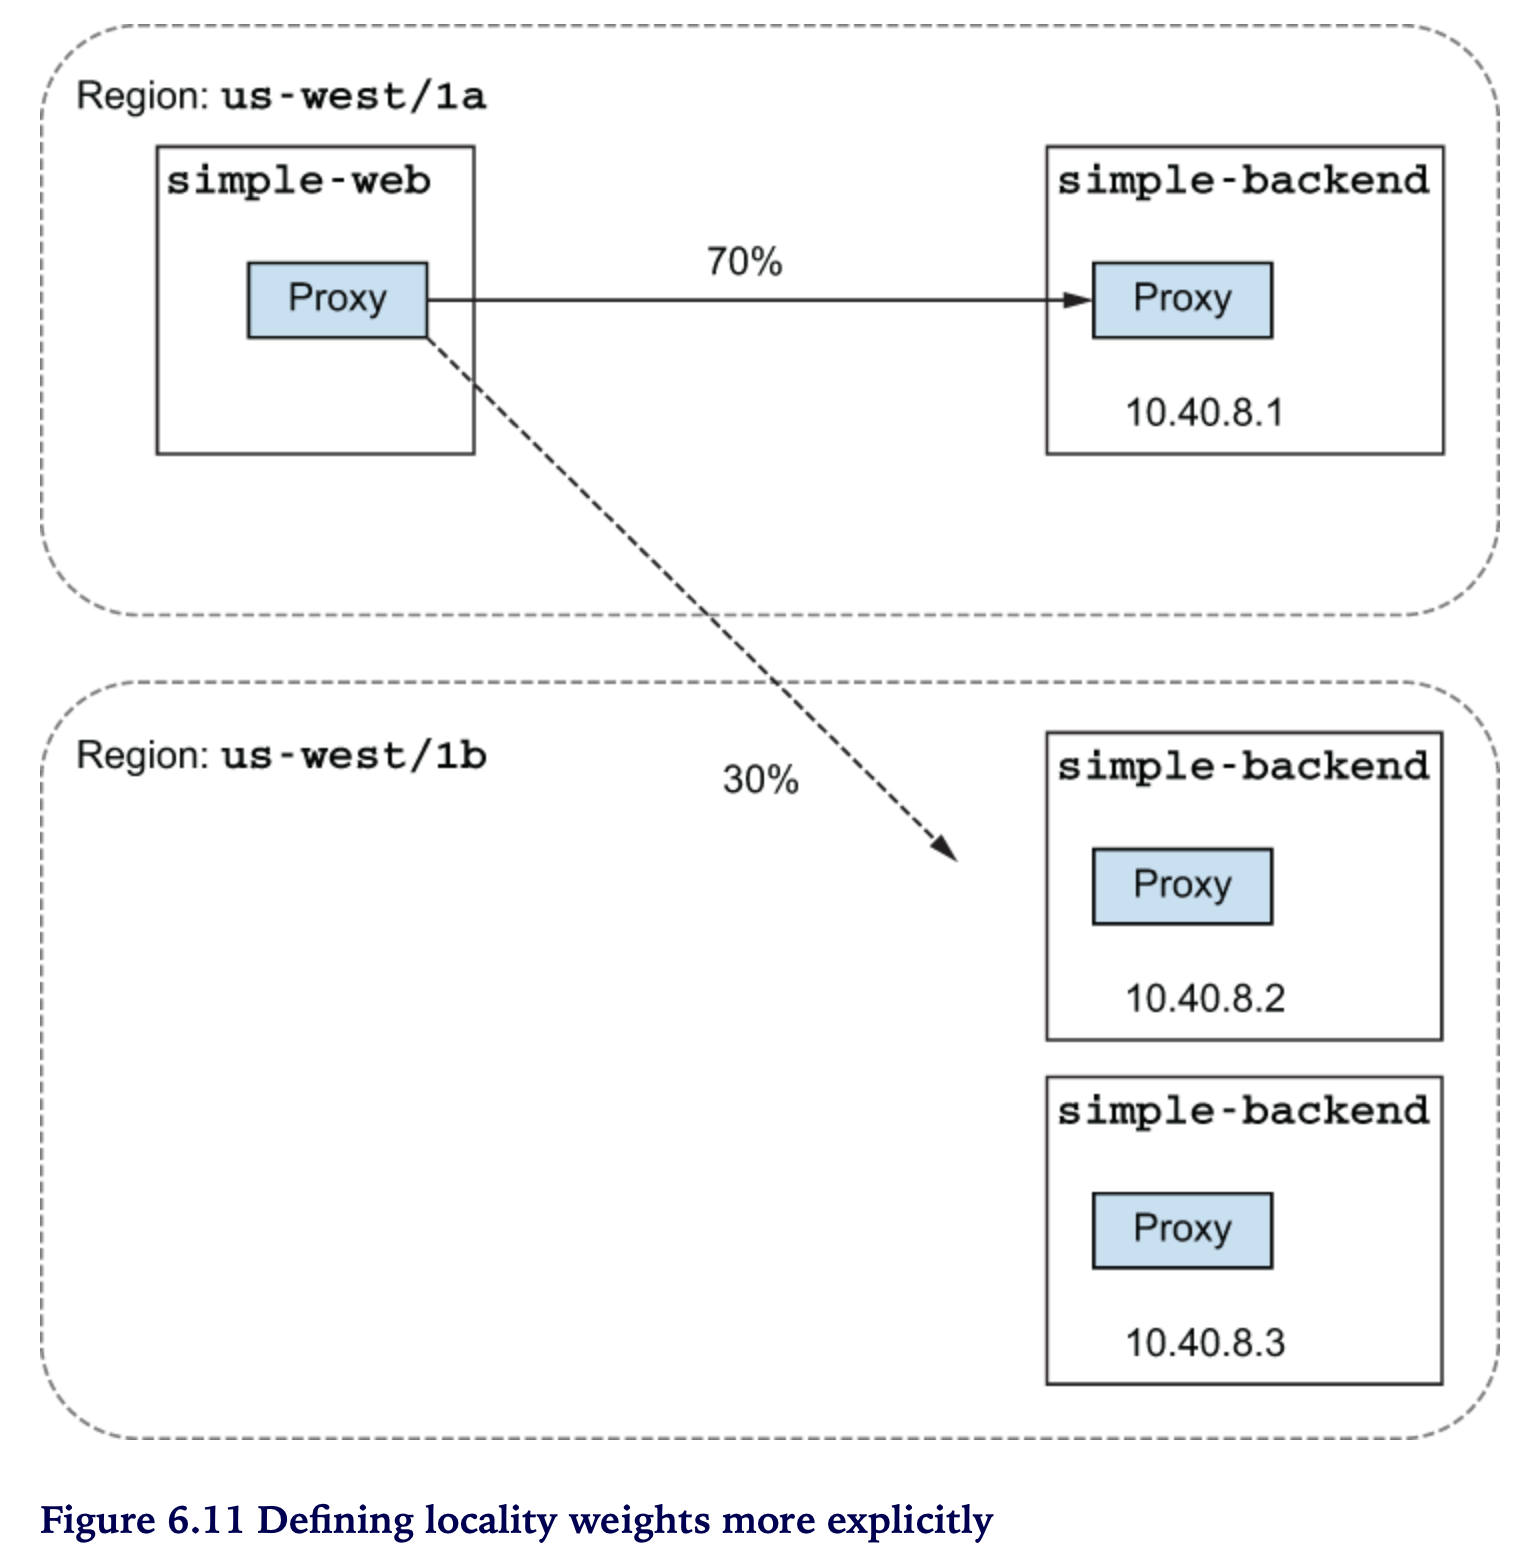 Region: us-west/1a
simple-web
simple-backend
70%
Proxy
Proxy
10.40.8.1
Region: us-west/1b
simple-backend
30%
Proxy
10.40.8.2
simple-backend
Proxy
10.40.8.3
Figure 6.11 Defining locality weights more explicitly